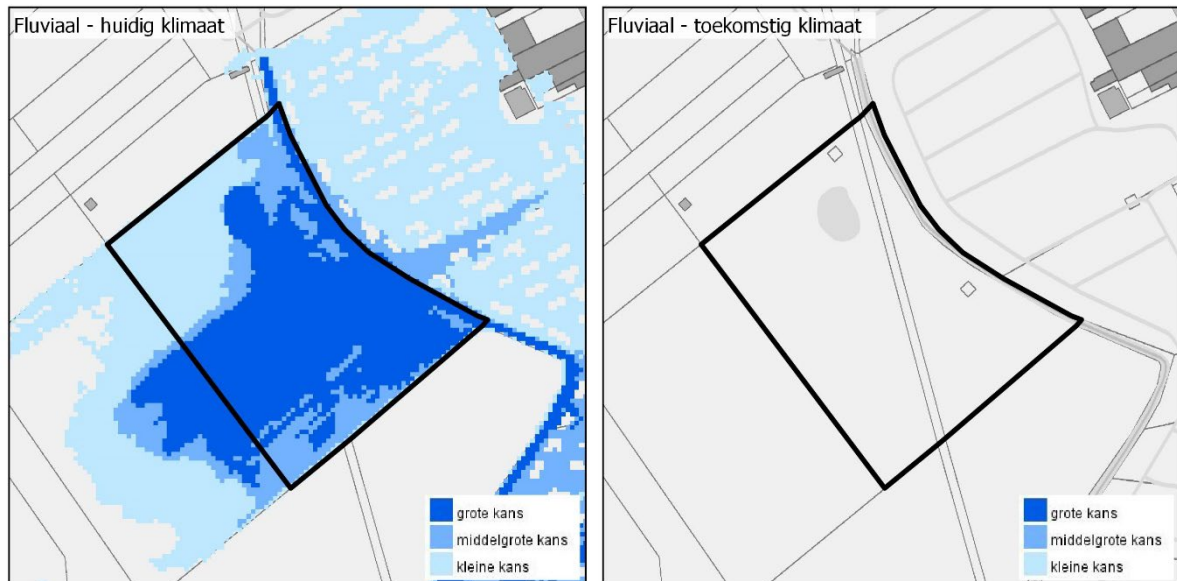 Fluviaal - huidig klimaat
grote kans
middelgrote kans
kleine kans
Fluviaal - toekomstig klimaat
grote kans
middelgrote kans
kleine kans